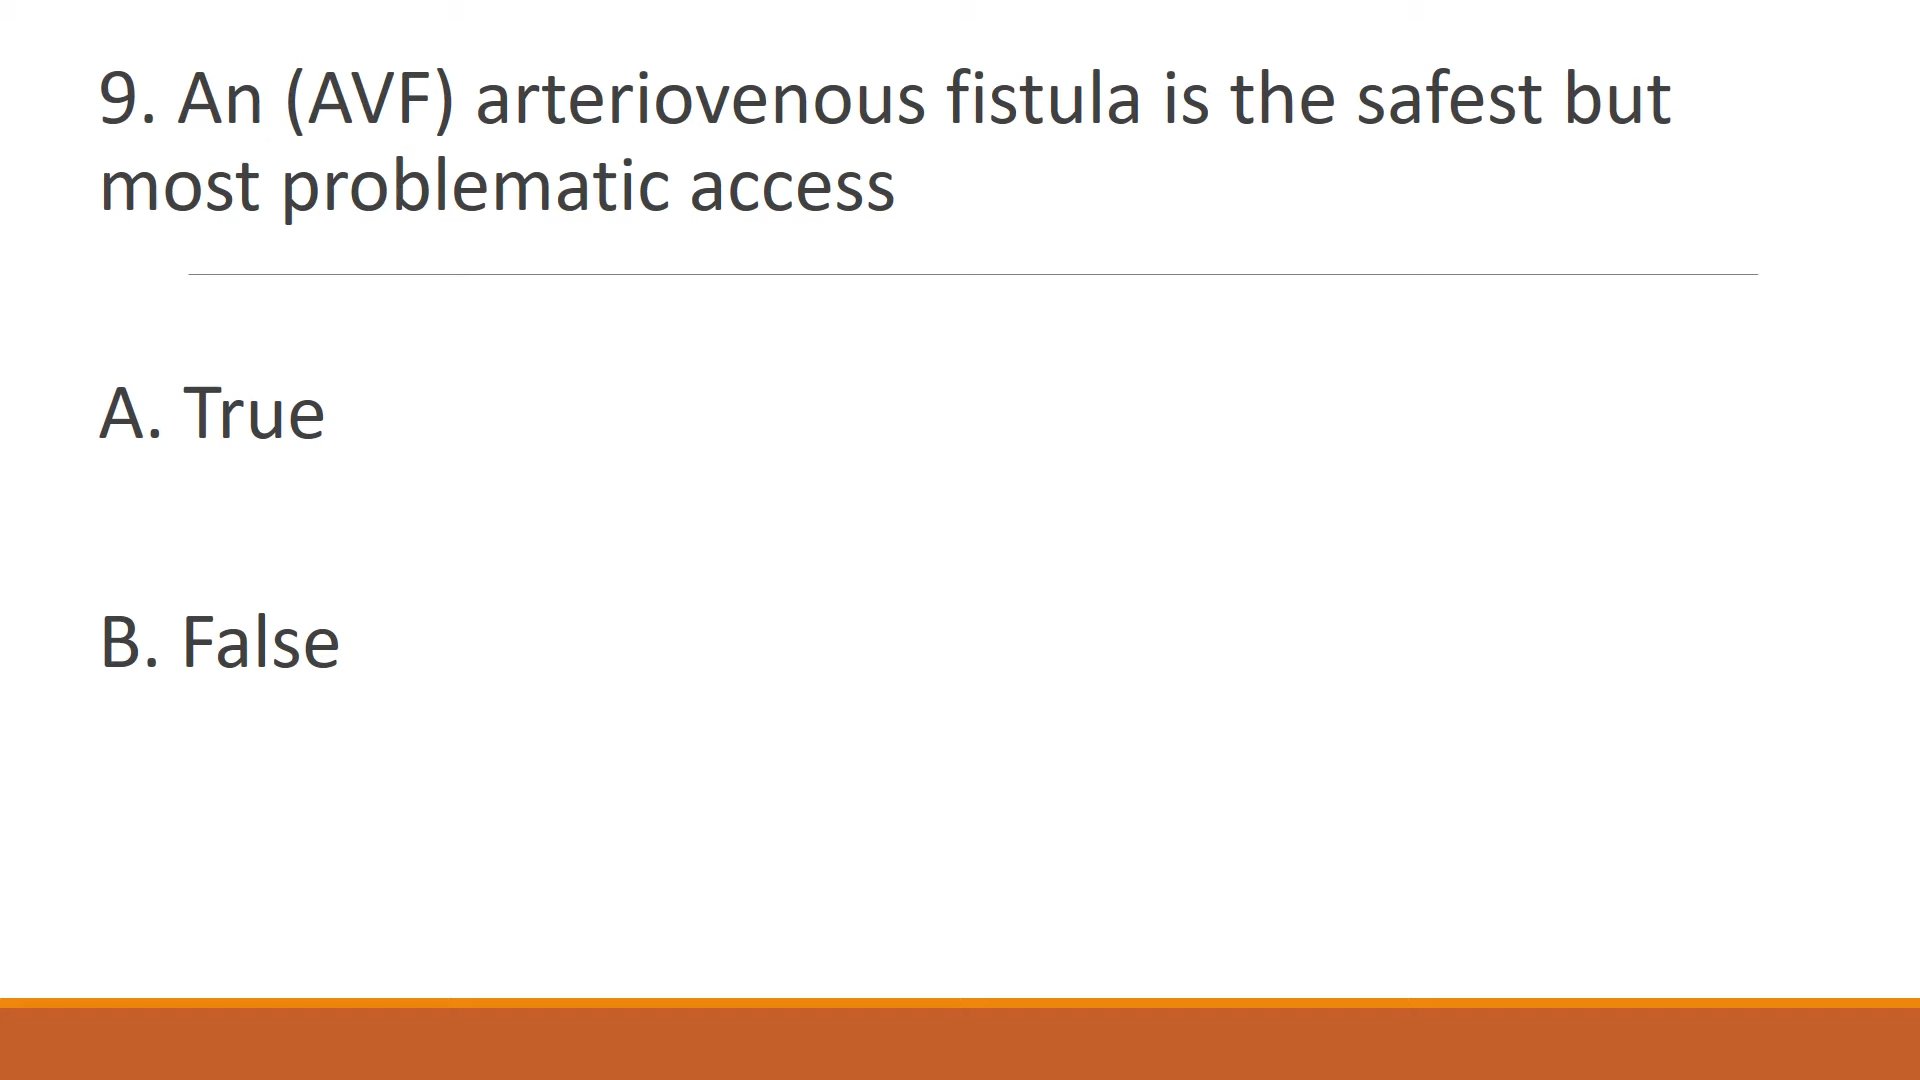 9. An (AVF) arteriovenous fistula is the safest but
most problematic access
A. True
B. False